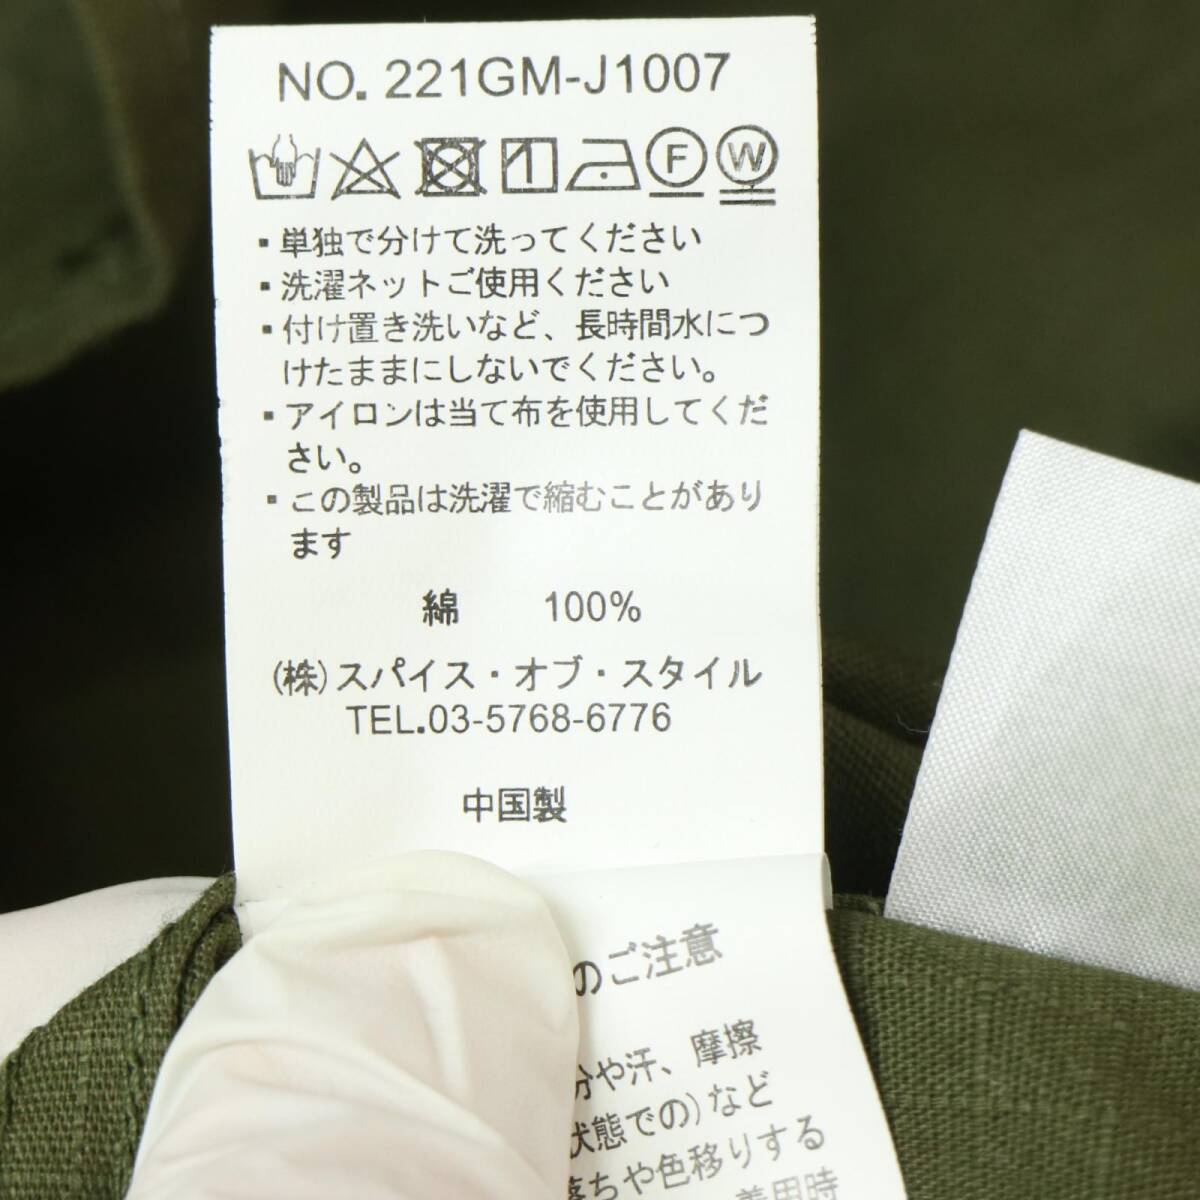 NO. 221GM-J1007
F W
・単独で分けて洗ってください
・洗濯ネットご使用ください
・付け置き洗いなど、長時間水につ
けたままにしないでください。
・アイロンは当て布を使用してくだ
さい。
・この製品は洗濯で縮むことがあり
ます
綿 100%
(株)スパイス・オブ・スタイル
TEL.03-5768-6776
中国製
のご注意
分や汗、摩擦
状態での)など
落ちや色移りする
着用時